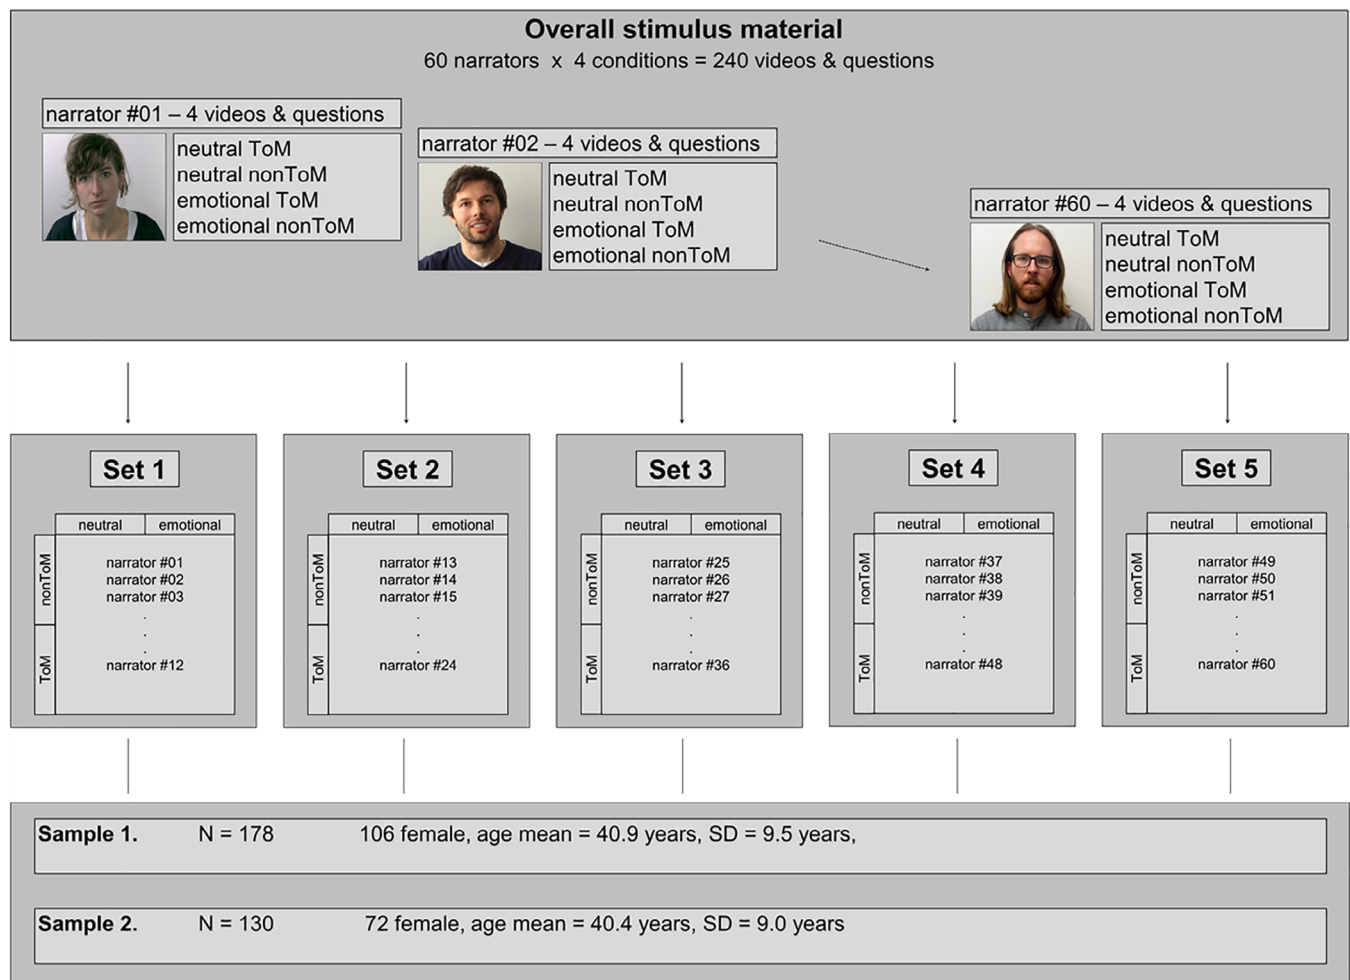 Overall stimulus material
60 narrators x 4 conditions = 240 videos & questions
narrator #01 – 4 videos & questions
neutral ToM
neutral nonToM
emotional ToM
emotional nonToM
narrator #02 – 4 videos & questions
neutral ToM
neutral nonToM
emotional ToM
emotional nonToM
narrator #60 – 4 videos & questions
neutral ToM
neutral nonToM
emotional ToM
emotional nonToM
Set 1
neutral emotional
nonToM
narrator #01
narrator #02
narrator #03
.
.
.
ToM
narrator #12
Set 2
neutral emotional
nonToM
narrator #13
narrator #14
narrator #15
.
.
.
ToM
narrator #24
Set 3
neutral emotional
nonToM
narrator #25
narrator #26
narrator #27
.
.
.
ToM
narrator #36
Set 4
neutral emotional
nonToM
narrator #37
narrator #38
narrator #39
.
.
.
ToM
narrator #48
Set 5
neutral emotional
nonToM
narrator #49
narrator #50
narrator #51
.
.
.
ToM
narrator #60
Sample 1. N = 178 106 female, age mean = 40.9 years, SD = 9.5 years,
Sample 2. N = 130 72 female, age mean = 40.4 years, SD = 9.0 years